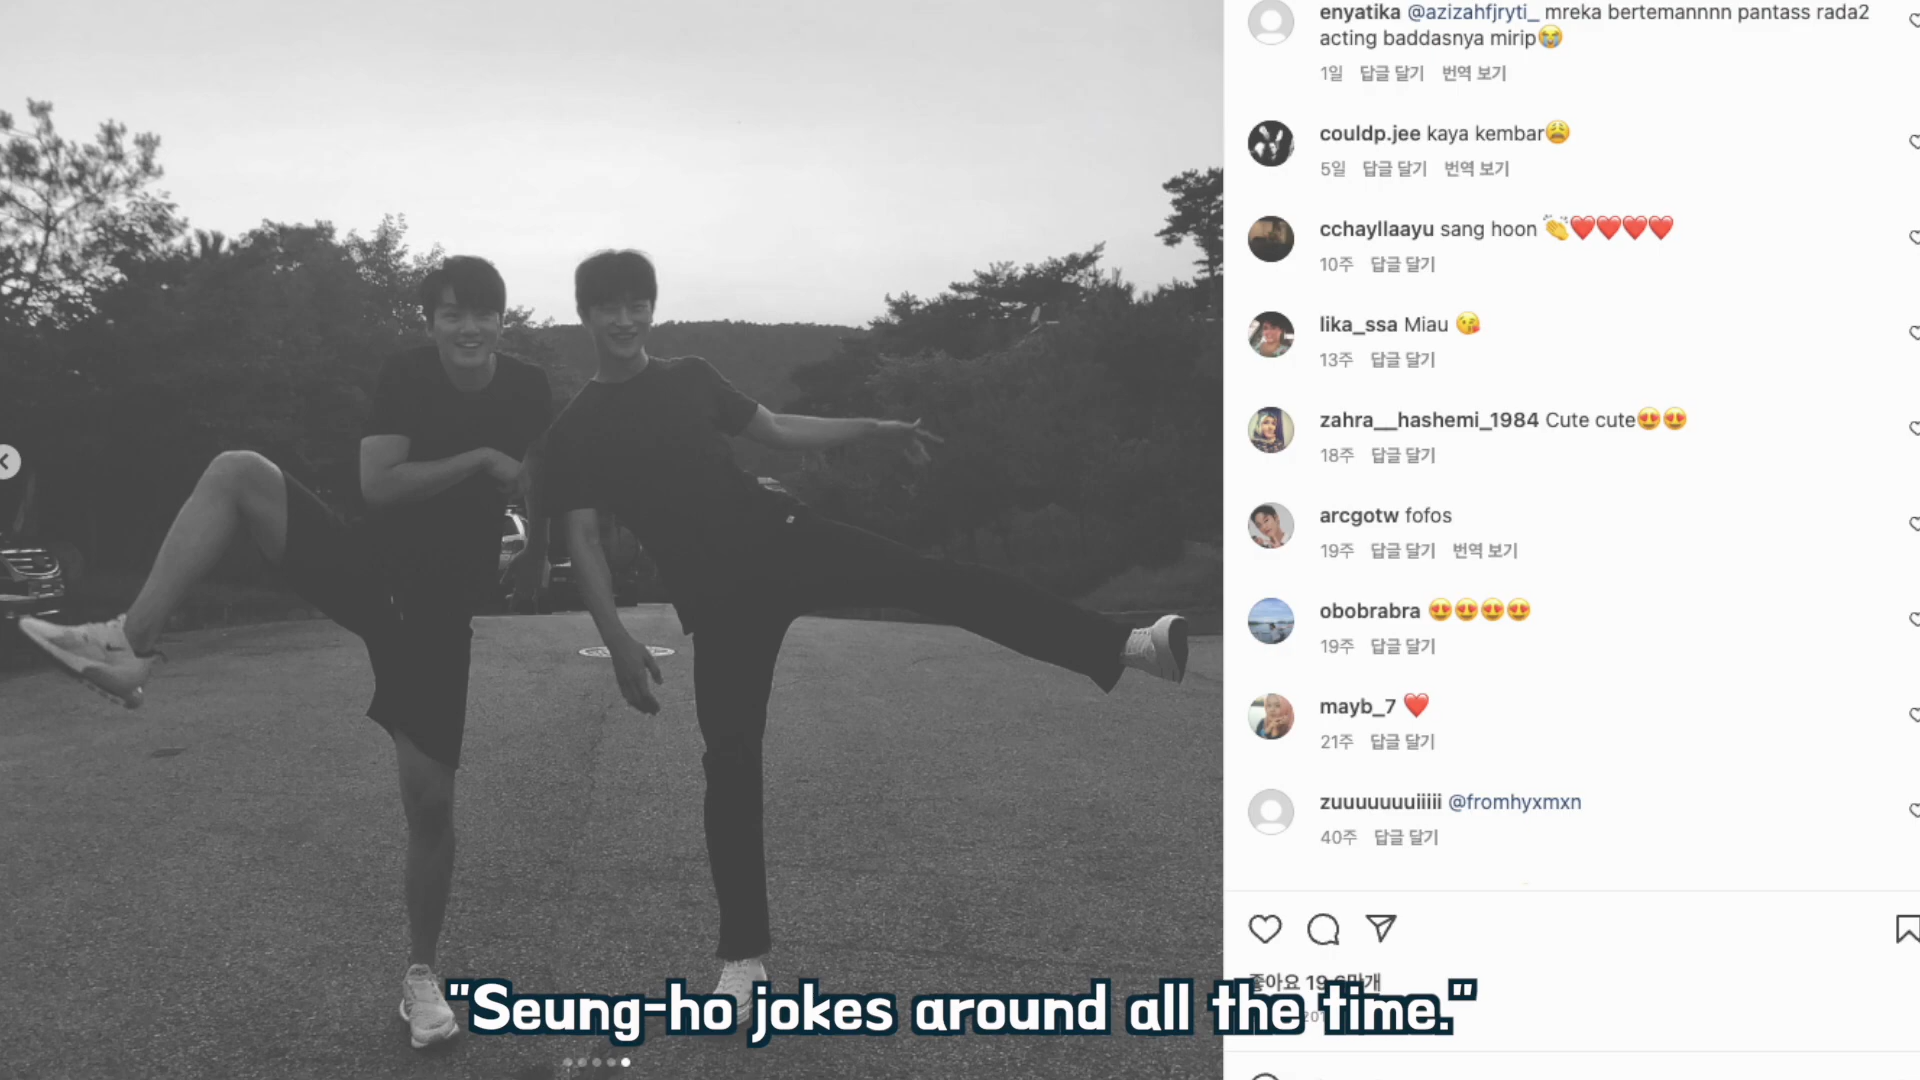 enyatika @azizahfjryti_ mreka bertemannnn pantass rada2
acting baddasnya mirip😭
1일 답글 달기 번역 보기
couldp.jee kaya kembar😩
5일 답글 달기 번역 보기
cchayllaayu sang hoon 👏❤️❤️❤️❤️
10주 답글 달기
lika_ssa Miau 😘
13주 답글 달기
zahra__hashemi_1984 Cute cute😍😍
18주 답글 달기
arcgotw fofos
19주 답글 달기 번역 보기
obobrabra 😍😍😍😍
19주 답글 달기
mayb_7 ❤️
21주 답글 달기
zuuuuuuuiiiii @fromhyxmxn
40주 답글 달기
좋아요
"Seung-ho jokes around all the time."